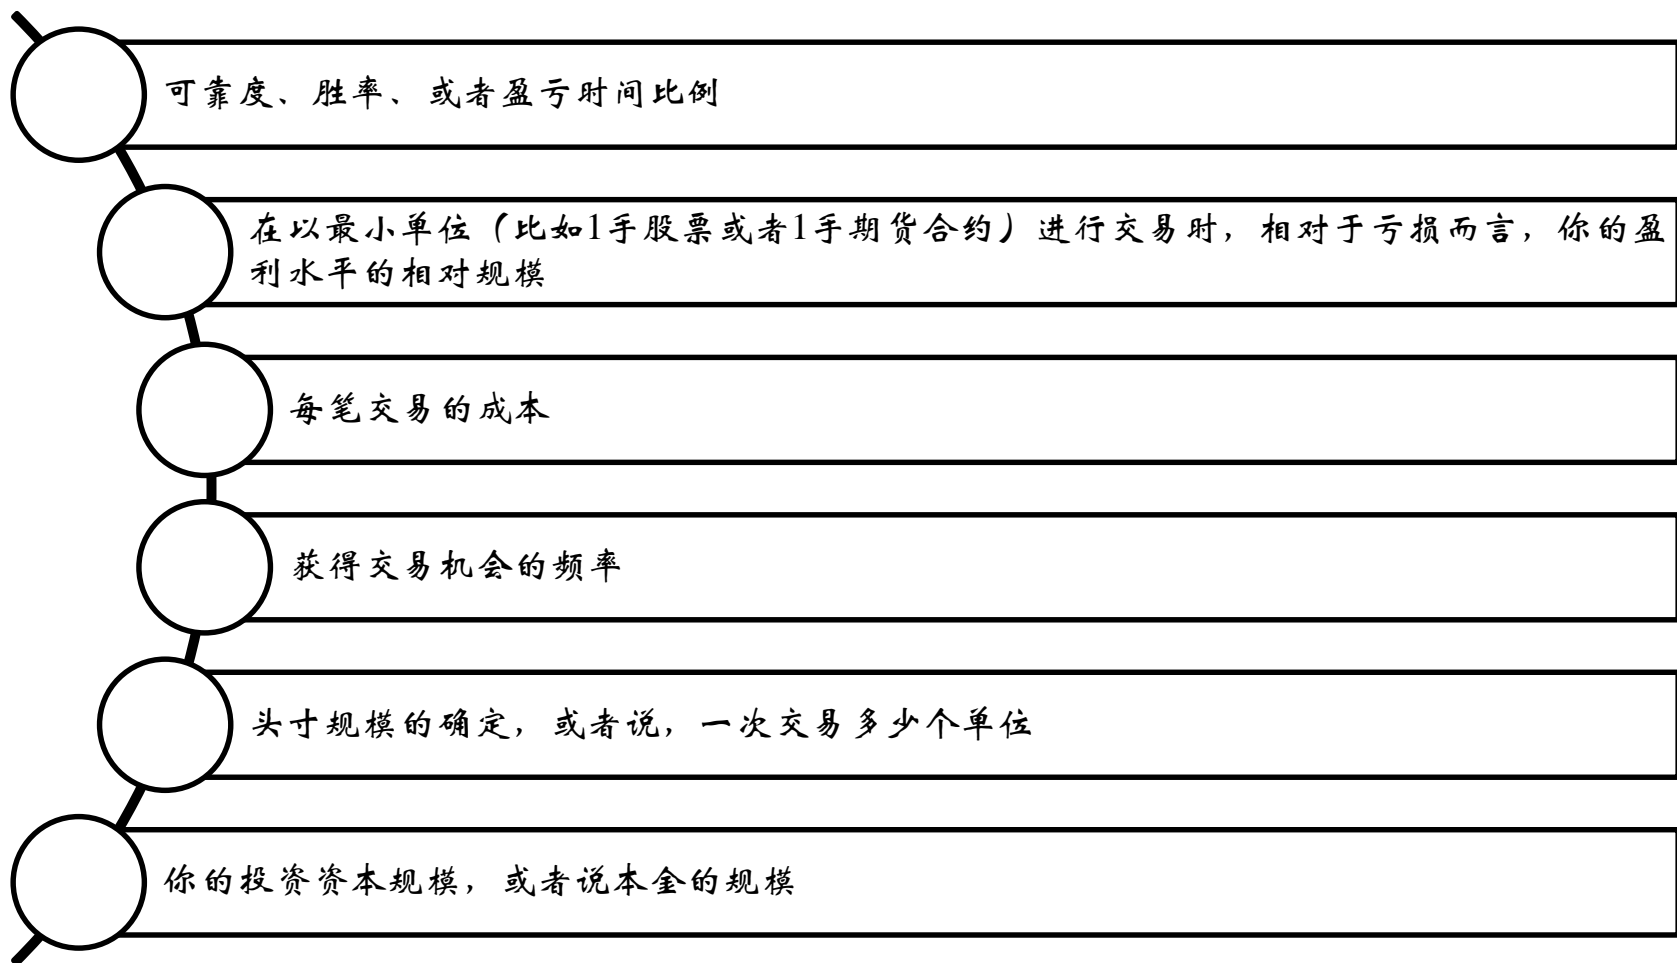 可靠度、胜率、或者盈亏时间比例
在以最小单位（比如1手股票或者1手期货合约）进行交易时，相对于亏损而言，你的盈
利水平的相对规模
每笔交易的成本
获得交易机会的频率
头寸规模的确定，或者说，一次交易多少个单位
你的投资资本规模，或者说本金的规模